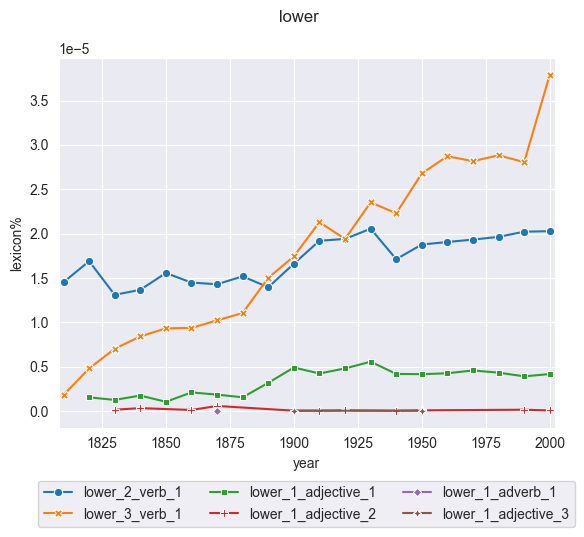 lower
1e−5
3.5
3.0
2.5
2.0
1.5
1.0
0.5
0.0
lexicon%
1825 1850 1875 1900 1925 1950 1975 2000
year
lower_2_verb_1 lower_1_adjective_1 lower_1_adverb_1
lower_3_verb_1 lower_1_adjective_2 lower_1_adjective_3